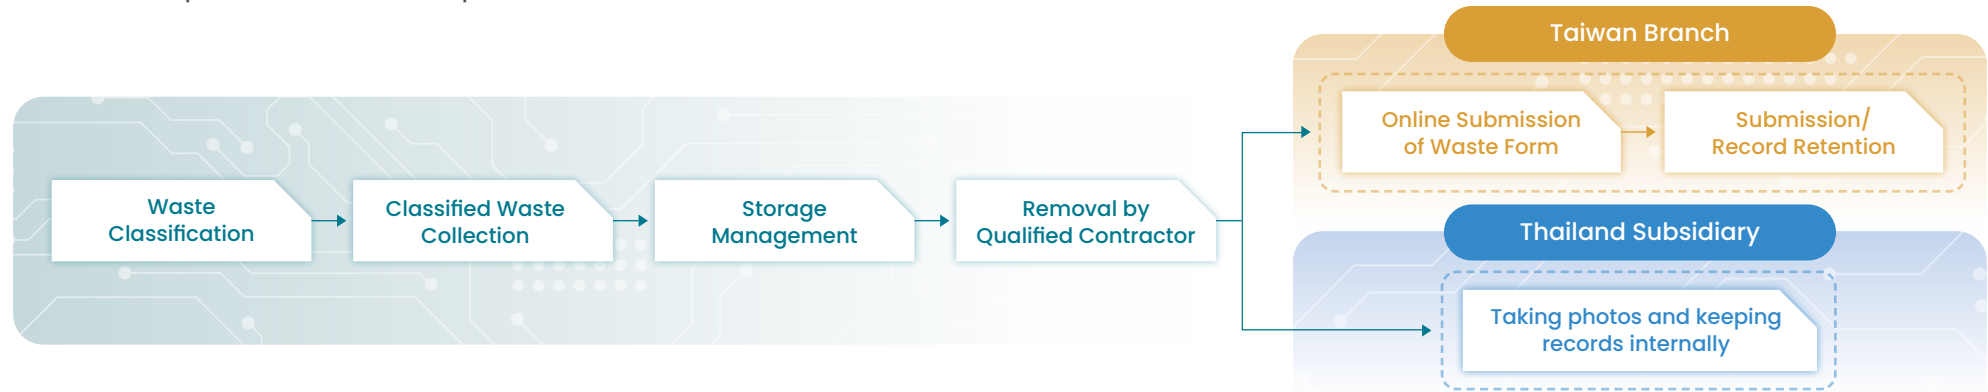 Waste
Classification
Classified Waste
Collection
Storage
Management
Removal by
Qualified Contractor
Taiwan Branch
Online Submission
of Waste Form
Submission/
Record Retention
Thailand Subsidiary
Taking photos and keeping
records internally